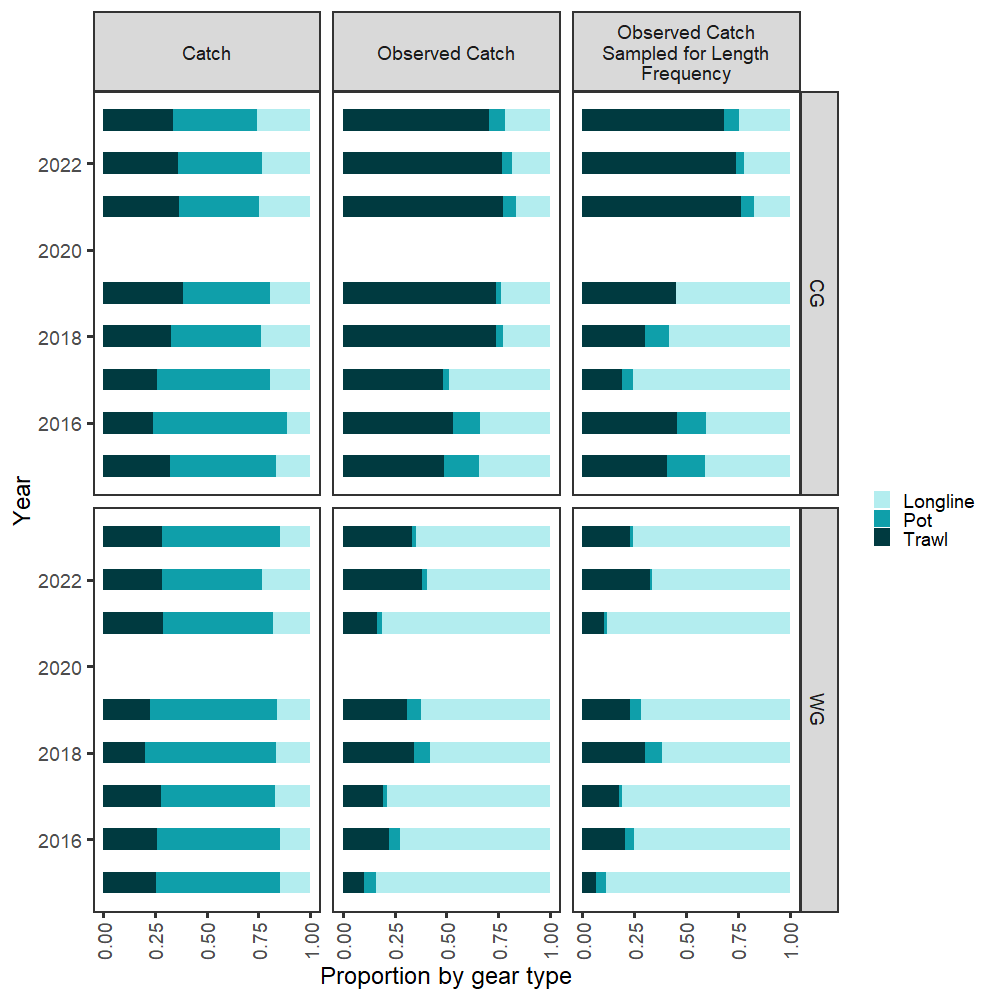 Catch
Observed Catch
Observed Catch
Sampled for Length
Frequency
2022
2020
2018
2016
CG
2022
2020
2018
2016
WG
Year
0.00
0.25
0.50
0.75
1.00
0.00
0.25
0.50
0.75
1.00
0.00
0.25
0.50
0.75
1.00
Proportion by gear type
Longline
Pot
Trawl